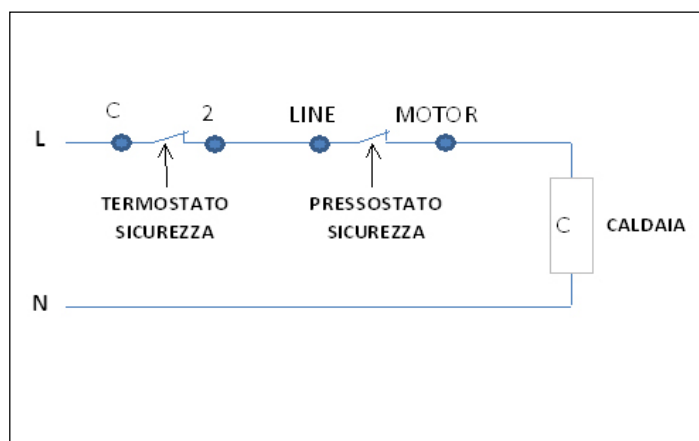 C 2 LINE MOTOR
L
TERMOSTATO SICUREZZA
PRESSOSTATO SICUREZZA
C CALDAIA
N